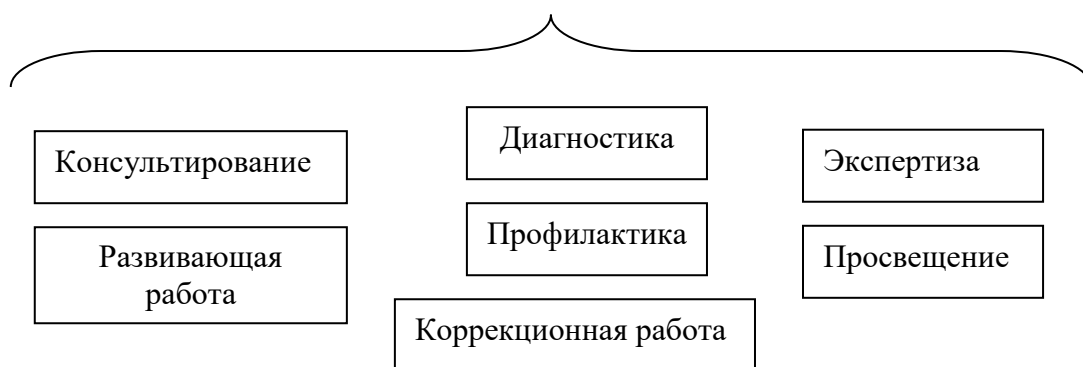 Консультирование
Диагностика
Экспертиза
Развивающая
работа
Профилактика
Просвещение
Коррекционная работа